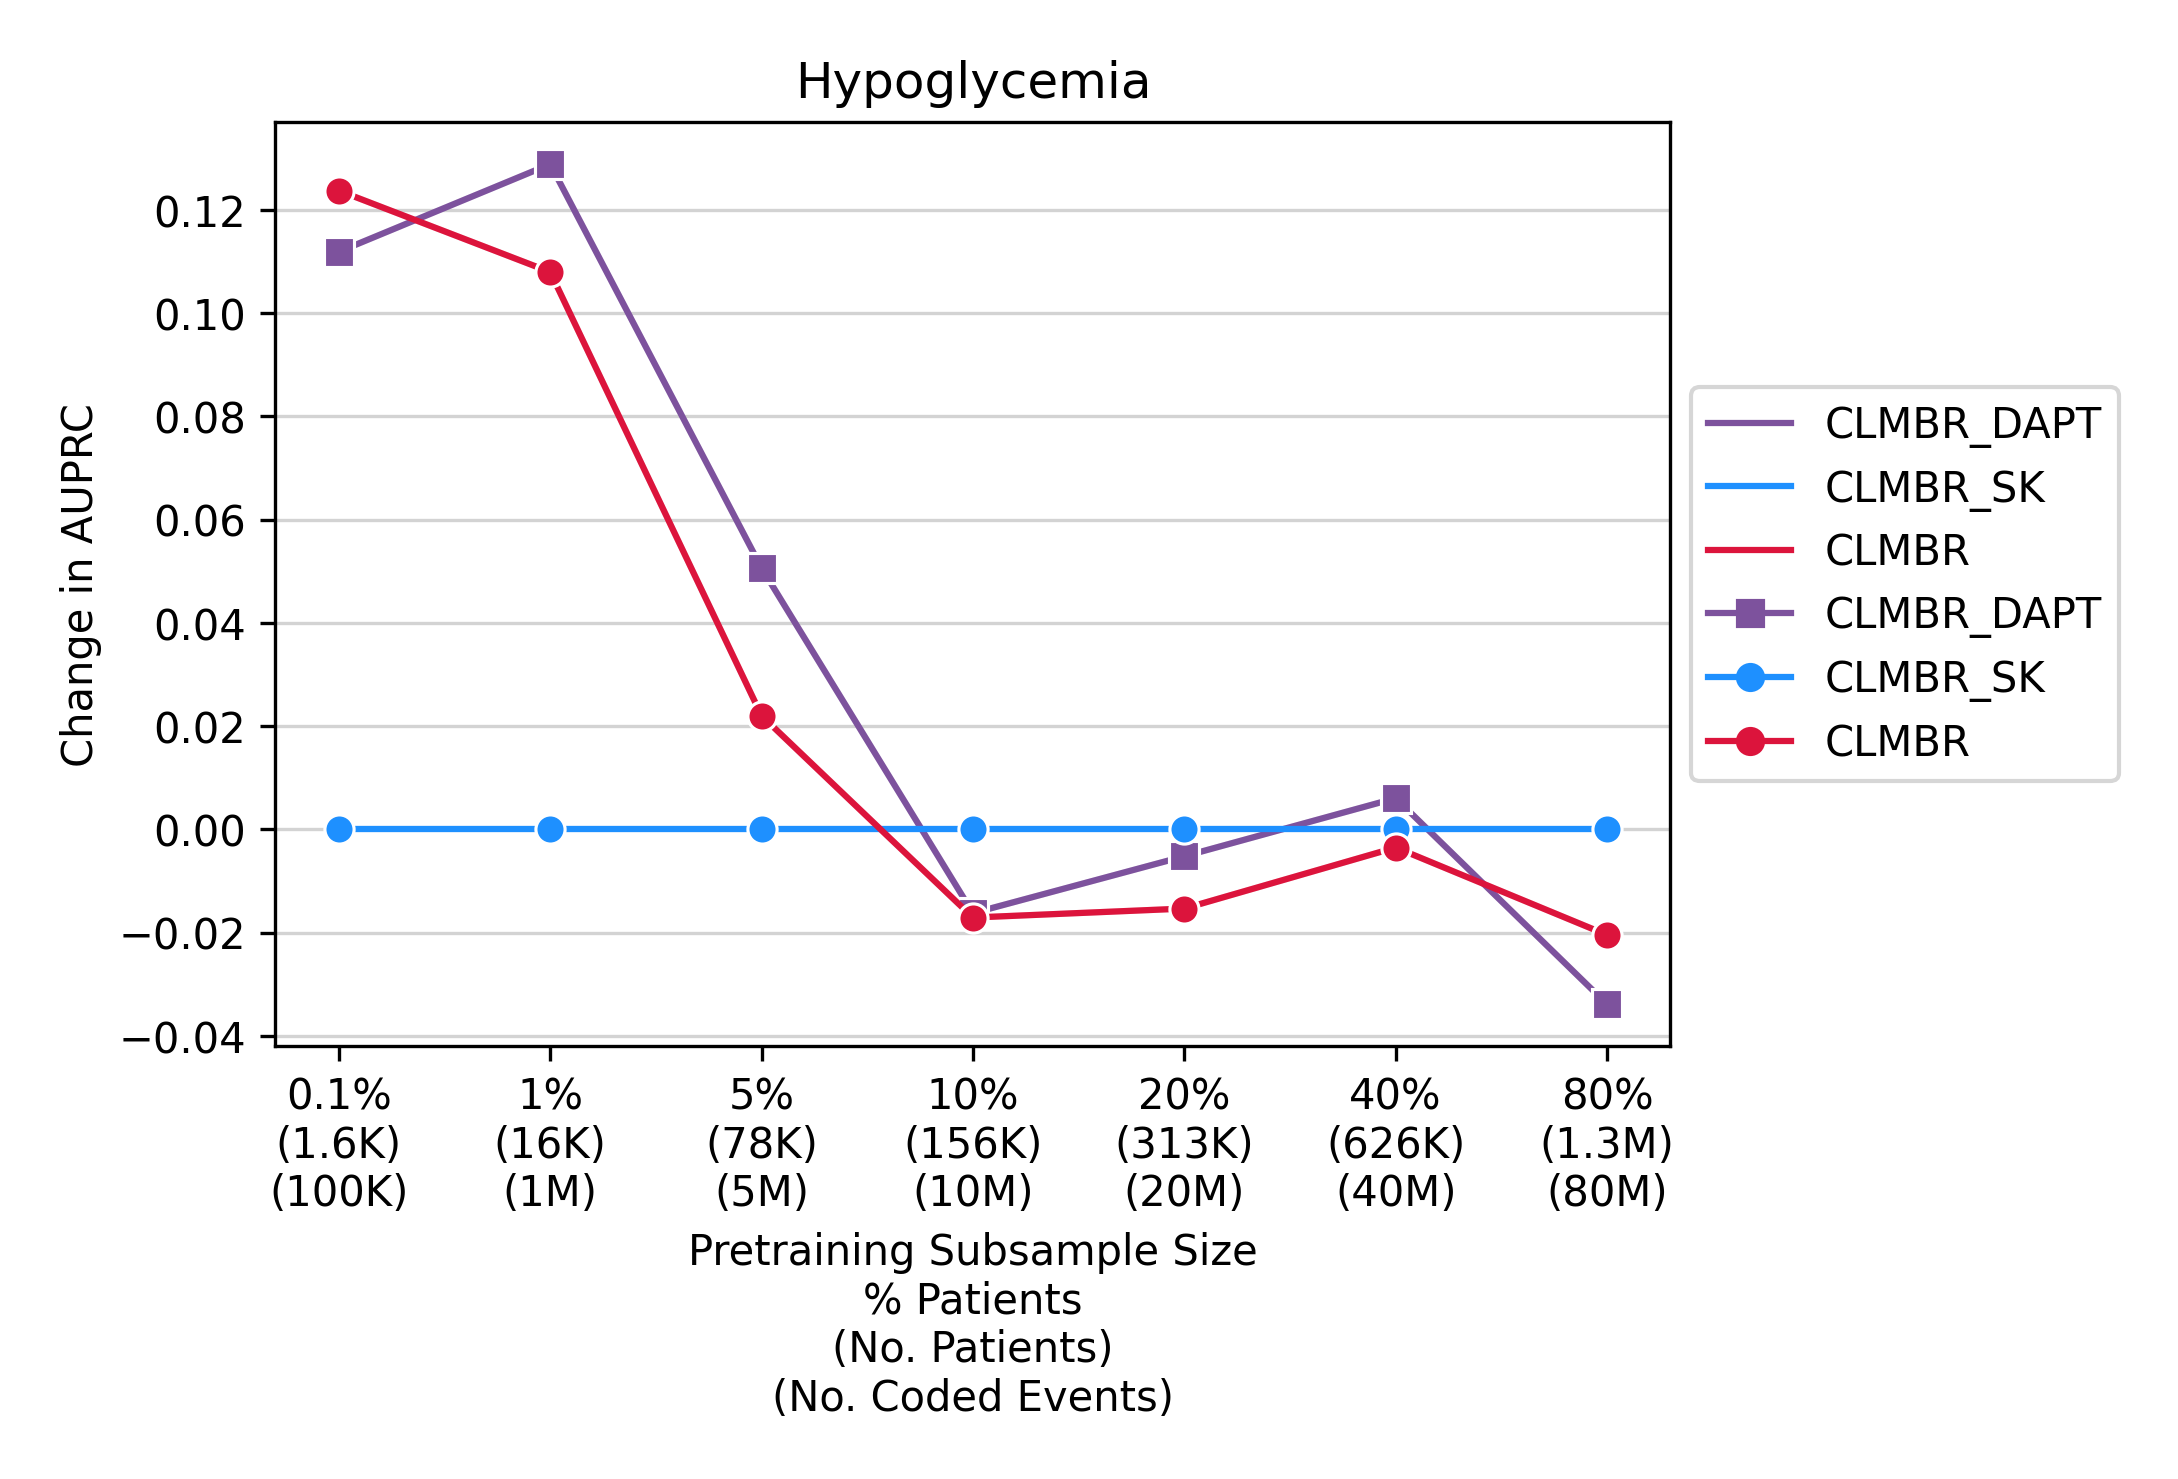 Hypoglycemia
Change in AUPRC
0.12
0.10
0.08
0.06
0.04
0.02
0.00
−0.02
−0.04
0.1% 1% 5% 10% 20% 40% 80%
(1.6K) (16K) (78K) (156K) (313K) (626K) (1.3M)
(100K) (1M) (5M) (10M) (20M) (40M) (80M)
Pretraining Subsample Size
% Patients
(No. Patients)
(No. Coded Events)
CLMBR_DAPT
CLMBR_SK
CLMBR
CLMBR_DAPT
CLMBR_SK
CLMBR